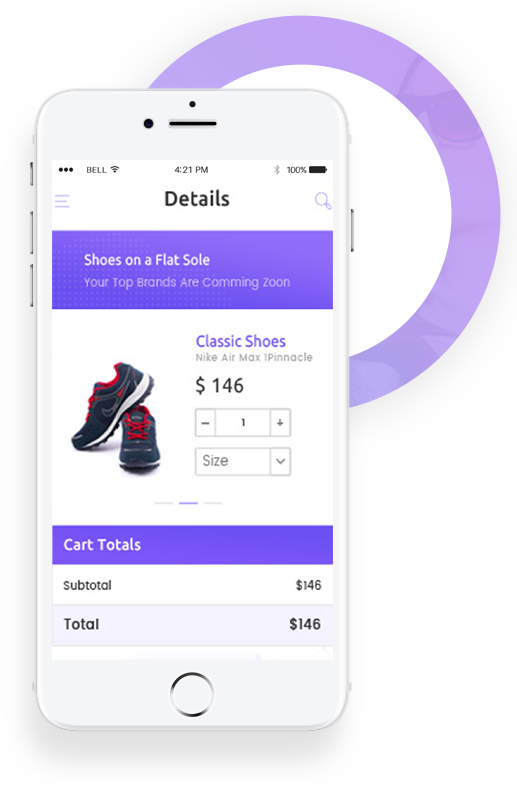 BELL 4:21 PM 100%
Details
Shoes on a Flat Sole
Your Top Brands Are Comming Zoon
Classic Shoes
Nike Air Max 1Pinnacle
$ 146
− 1 +
Size
Cart Totals
Subtotal $146
Total $146